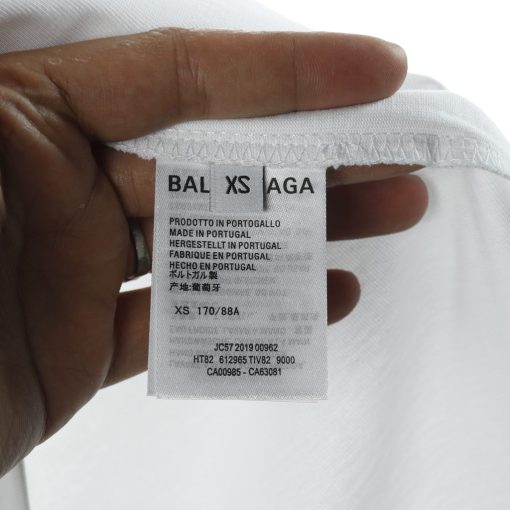 BAL XS AGA
PRODOTTO IN PORTOGALLO
MADE IN PORTUGAL
HERGESTELLT IN PORTUGAL
FABRIQUE EN PORTUGAL
HECHO EN PORTUGAL
ポルトガル製
产地:葡萄牙
XS 170/88A
JC57 2019 00962
HT82 612965 TIV82 9000
CA00985 - CA63081